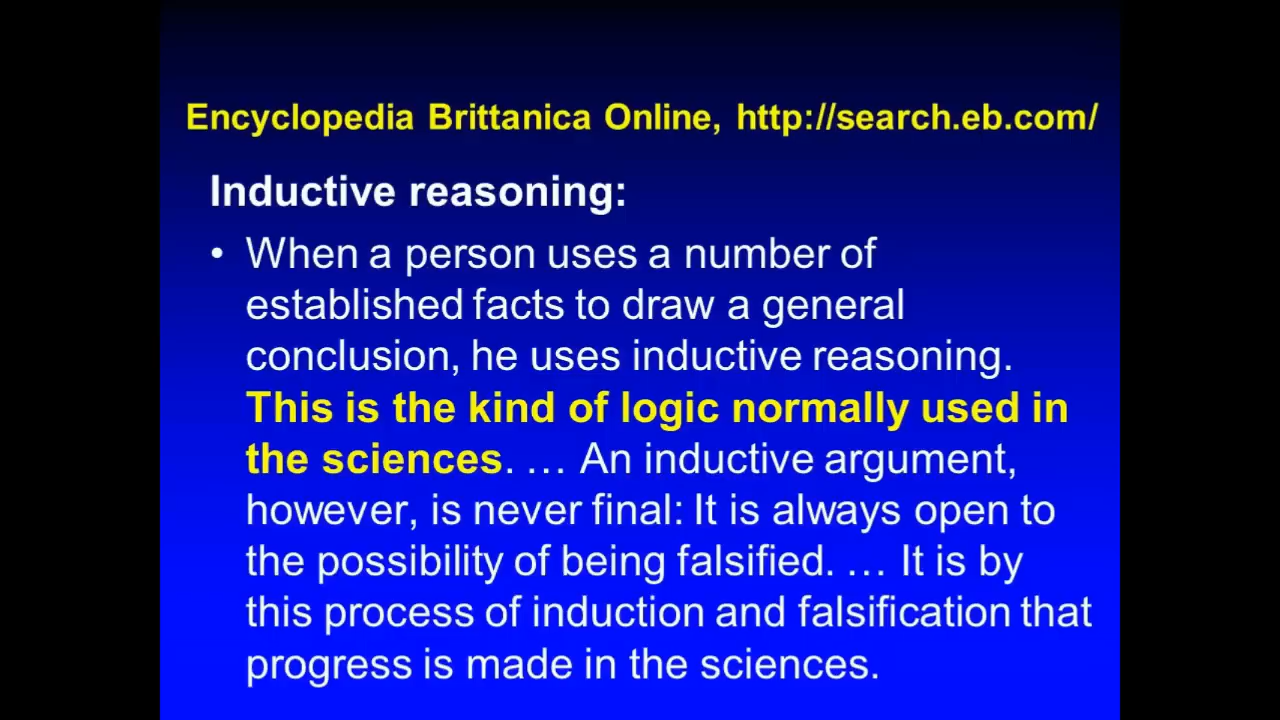 Encyclopedia Brittanica Online, http://search.eb.com/
Inductive reasoning:
• When a person uses a number of
established facts to draw a general
conclusion, he uses inductive reasoning.
This is the kind of logic normally used in
the sciences. … An inductive argument,
however, is never final: It is always open to
the possibility of being falsified. … It is by
this process of induction and falsification that
progress is made in the sciences.